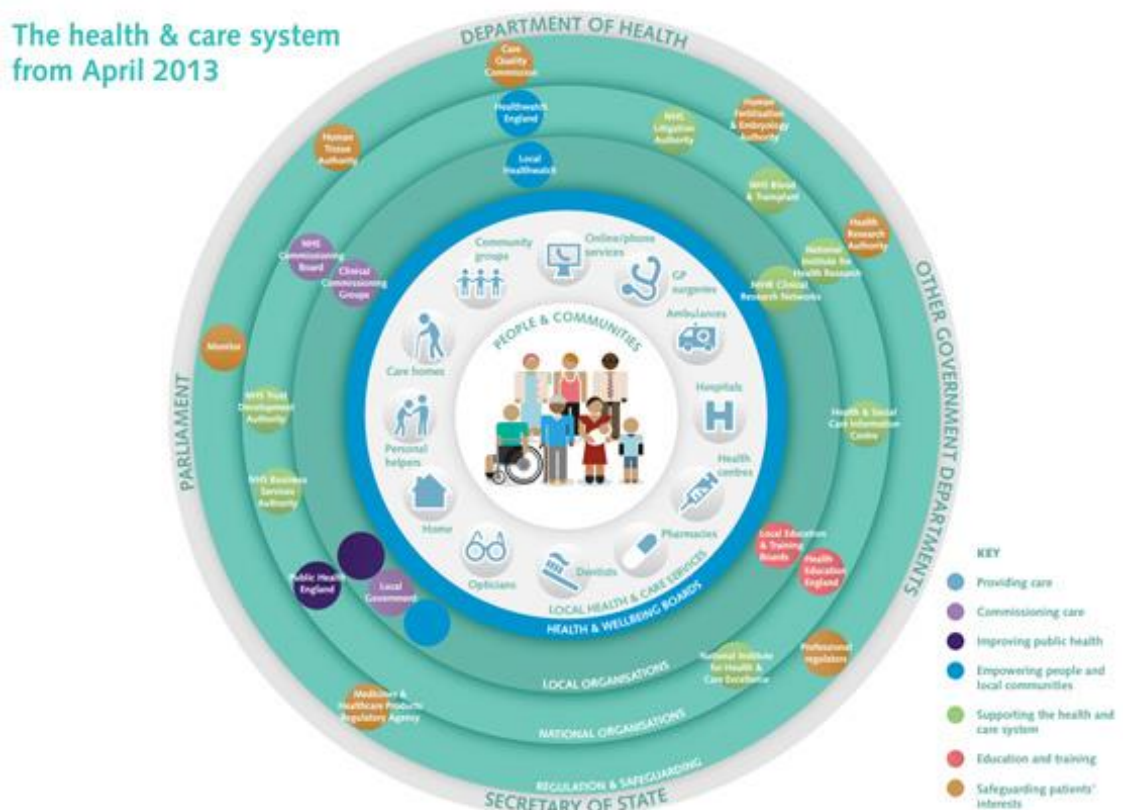 The health & care system
from April 2013
DEPARTMENT OF HEALTH
Care
Quality
Commission
Healthwatch
England
Local
Healthwatch
Human
Tissue
Authority
NHS
Litigation
Authority
Human
Fertilisation
& Embryology
Authority
NHS Blood
& Transplant
Health
Research
Authority
National
Institute for
Health Research
NIHR Clinical
Research Networks
NHS
Commissioning
Board
Clinical
Commissioning
Groups
Monitor
NHS Trust
Development
Authority
NHS Business
Services
Authority
Public Health
England
Local
Government
Medicines &
Healthcare Products
Regulatory Agency
Health & Social
Care Information
Centre
Local Education
& Training
Boards
Health
Education
England
Professional
regulators
National Institute
for Health &
Care Excellence
PARLIAMENT
OTHER GOVERNMENT DEPARTMENTS
Community
groups
Online/phone
services
GP
surgeries
Ambulances
Hospitals
Health
centres
Pharmacies
Dentists
Opticians
Home
Personal
helpers
Care homes
PEOPLE & COMMUNITIES
LOCAL HEALTH & CARE SERVICES
HEALTH & WELLBEING BOARDS
LOCAL ORGANISATIONS
NATIONAL ORGANISATIONS
REGULATION & SAFEGUARDING
SECRETARY OF STATE
KEY
Providing care
Commissioning care
Improving public health
Empowering people and
local communities
Supporting the health and
care system
Education and training
Safeguarding patients'
interests